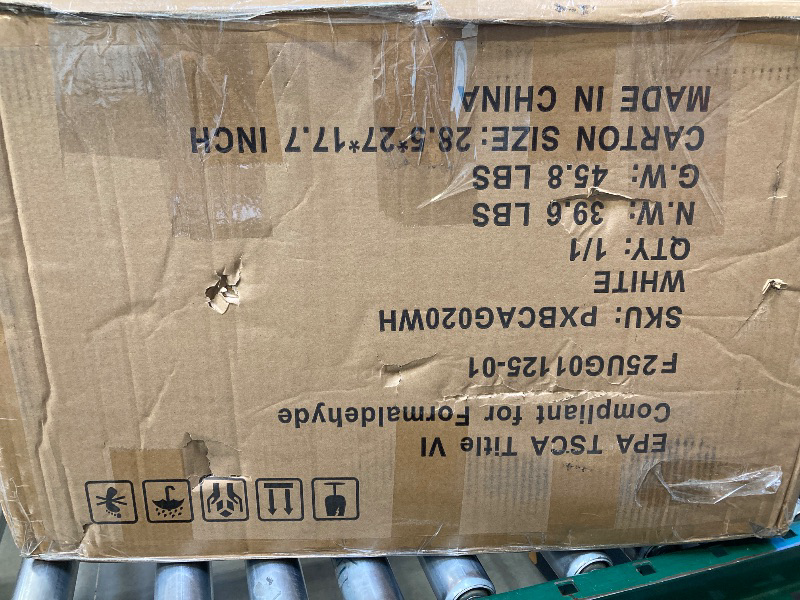 EPA TSCA Title VI
Compliant for Formaldehyde
F25UG01125-01
SKU: PXBCAG020WH
WHITE
QTY: 1/1
N.W: 39.6 LBS
G.W: 45.8 LBS
CARTON SIZE: 28.5*27*17.7 INCH
MADE IN CHINA